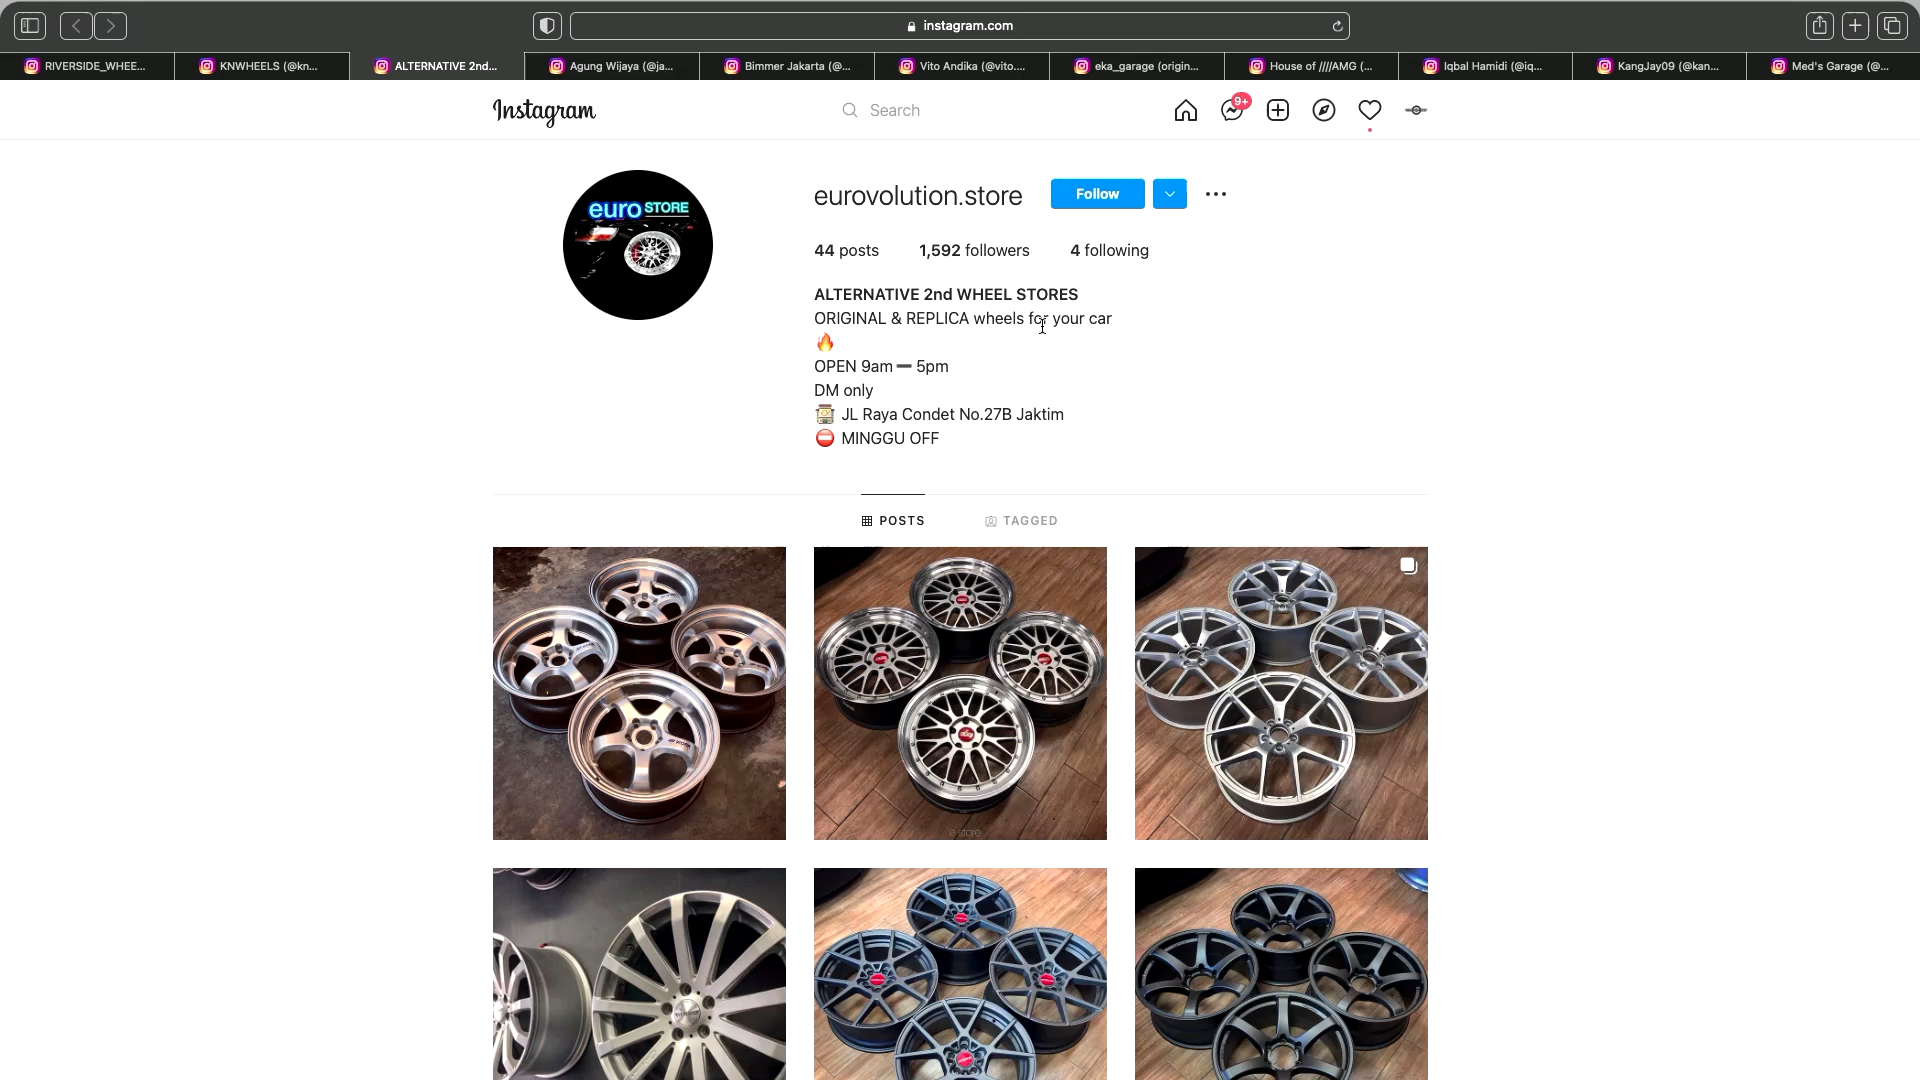 instagram.com
RIVERSIDE_WHEE...
KNWHEELS (@kn...
ALTERNATIVE 2nd...
Agung Wijaya (@ja...
Bimmer Jakarta (@...
Vito Andika (@vito....
eka_garage (origin...
House of ////AMG (...
Iqbal Hamidi (@iq...
KangJay09 (@kan...
Med's Garage (@...
Instagram
Search
9+
euro STORE
eurovolution.store
Follow
44 posts 1,592 followers 4 following
ALTERNATIVE 2nd WHEEL STORES
ORIGINAL & REPLICA wheels for your car
🔥
OPEN 9am ➖ 5pm
DM only
🏤 JL Raya Condet No.27B Jaktim
⛔ MINGGU OFF
POSTS
TAGGED
e-store